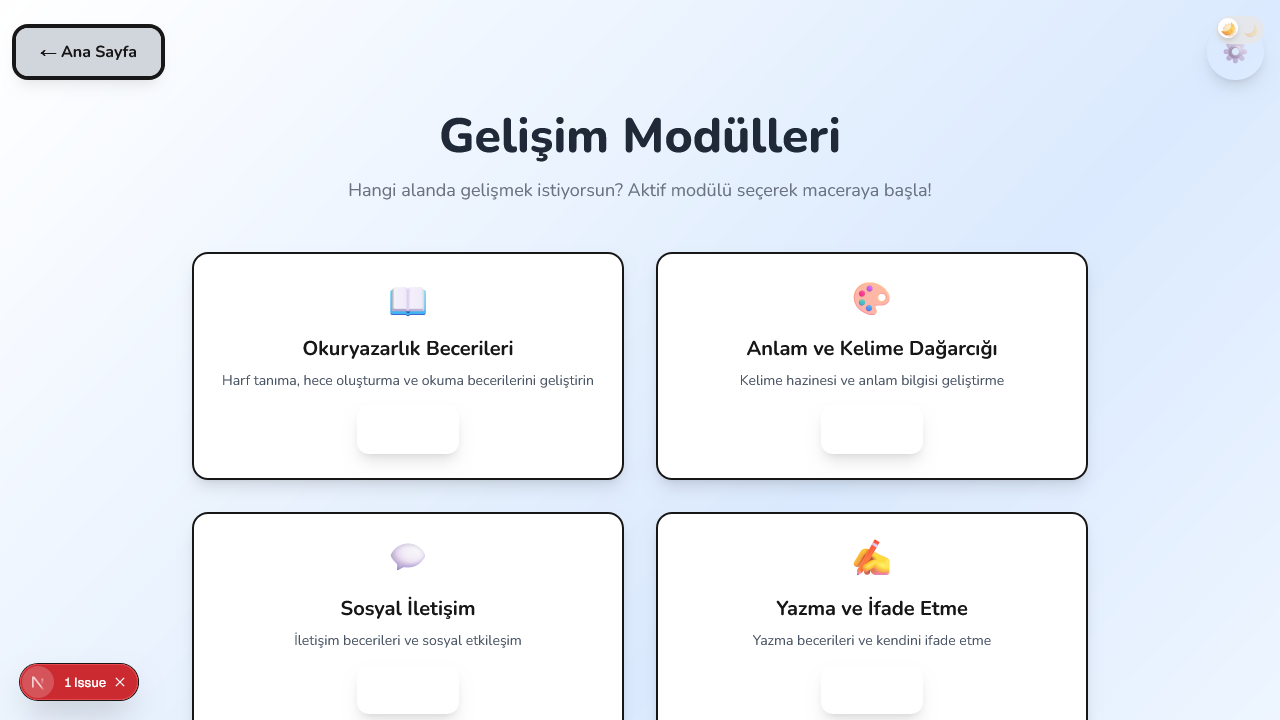 ← Ana Sayfa
Gelişim Modülleri
Hangi alanda gelişmek istiyorsun? Aktif modülü seçerek maceraya başla!
Okuryazarlık Becerileri
Harf tanıma, hece oluşturma ve okuma becerilerini geliştirin
Anlam ve Kelime Dağarcığı
Kelime hazinesi ve anlam bilgisi geliştirme
Sosyal İletişim
İletişim becerileri ve sosyal etkileşim
Yazma ve İfade Etme
Yazma becerileri ve kendini ifade etme
N 1 Issue ×